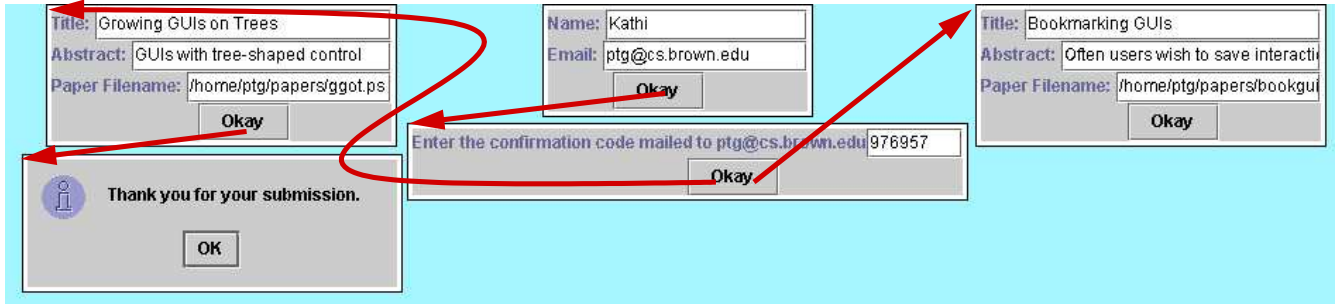 Title: Growing GUIs on Trees
Abstract: GUIs with tree-shaped control
Paper Filename: /home/ptg/papers/ggot.ps
Okay
Thank you for your submission.
OK
Name: Kathi
Email: ptg@cs.brown.edu
Okay
Enter the confirmation code mailed to ptg@cs.brown.edu 976957
Okay
Title: Bookmarking GUIs
Abstract: Often users wish to save interacti
Paper Filename: /home/ptg/papers/bookgui
Okay